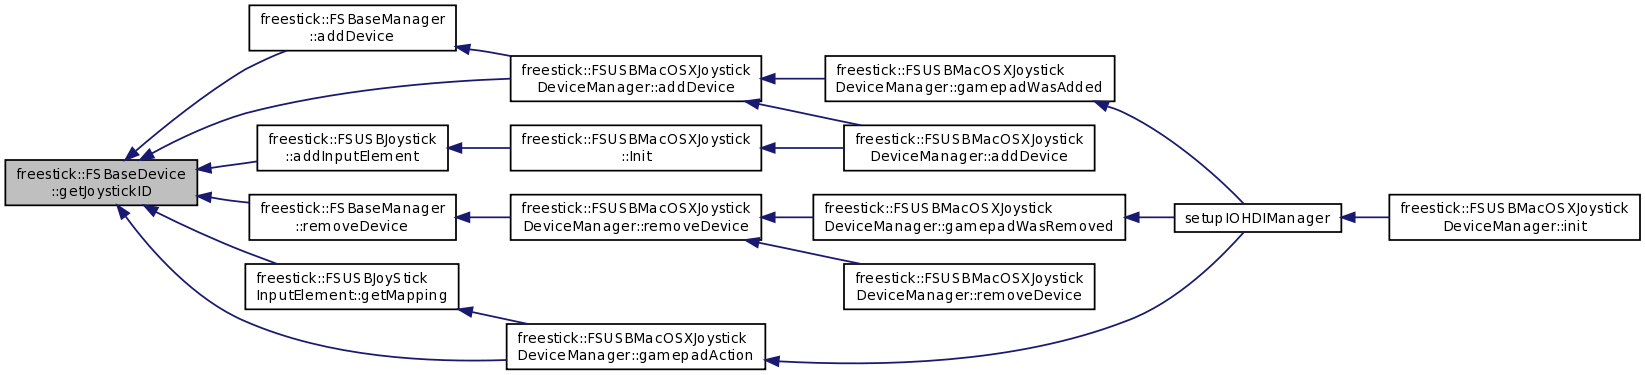 freestick::FSBaseManager
::addDevice
freestick::FSUSBMacOSXJoystick
DeviceManager::addDevice
freestick::FSUSBMacOSXJoystick
DeviceManager::gamepadWasAdded
freestick::FSUSBJoystick
::addInputElement
freestick::FSUSBMacOSXJoystick
::Init
freestick::FSUSBMacOSXJoystick
DeviceManager::addDevice
freestick::FSBaseDevice
::getJoystickID
freestick::FSBaseManager
::removeDevice
freestick::FSUSBMacOSXJoystick
DeviceManager::removeDevice
freestick::FSUSBMacOSXJoystick
DeviceManager::gamepadWasRemoved
setupIOHDIManager
freestick::FSUSBMacOSXJoystick
DeviceManager::init
freestick::FSUSBJoyStick
InputElement::getMapping
freestick::FSUSBMacOSXJoystick
DeviceManager::removeDevice
freestick::FSUSBMacOSXJoystick
DeviceManager::gamepadAction